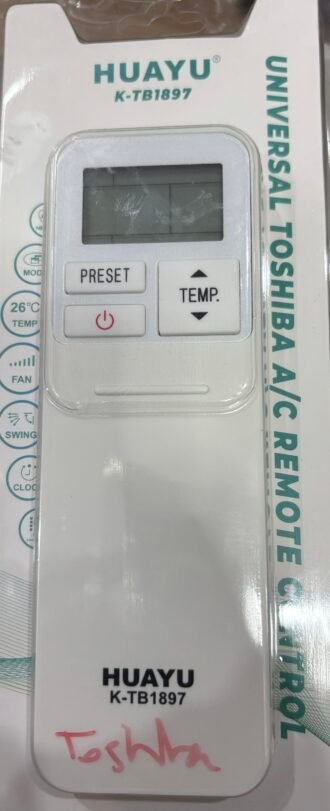 HUAYU®
K-TB1897
UNIVERSAL TOSHIBA A/C REMOTE CONTROL
PRESET
TEMP.
26°C
TEMP
FAN
SWING
HUAYU
K-TB1897
Toshiba